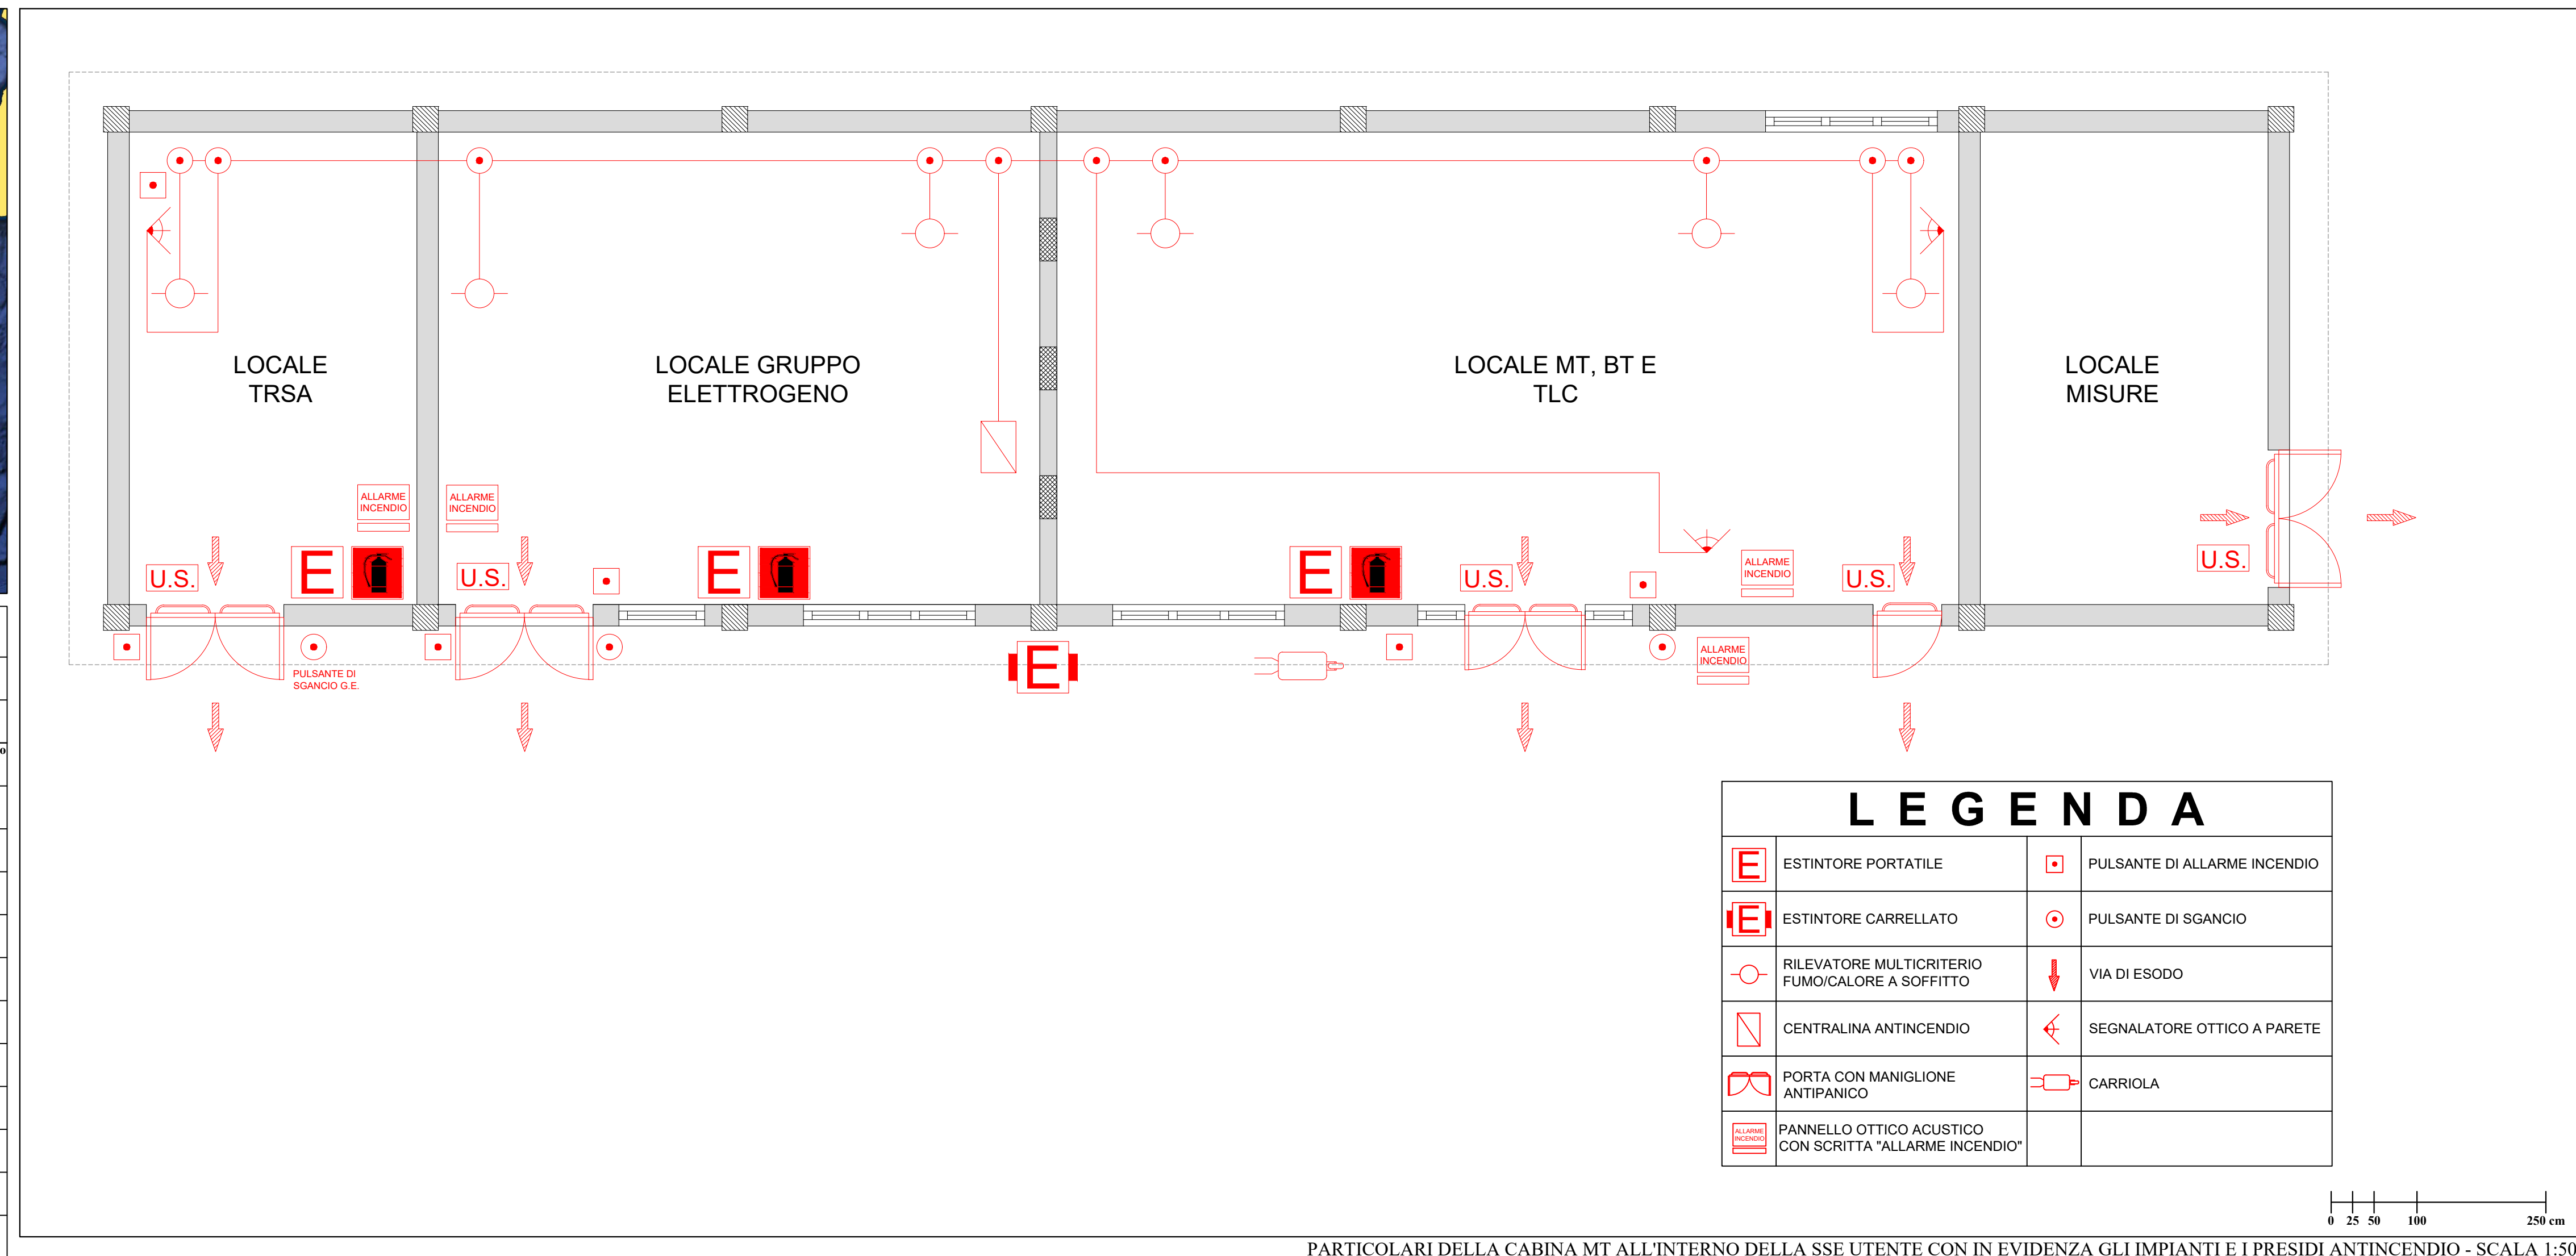 LOCALE
TRSA
LOCALE GRUPPO
ELETTROGENO
LOCALE MT, BT E
TLC
LOCALE
MISURE
ALLARME
INCENDIO
ALLARME
INCENDIO
U.S.
E
U.S.
E
E
U.S.
ALLARME
INCENDIO
U.S.
U.S.
PULSANTE DI
SGANCIO G.E.
E
ALLARME
INCENDIO
LEGENDA
E
ESTINTORE PORTATILE
PULSANTE DI ALLARME INCENDIO
E
ESTINTORE CARRELLATO
PULSANTE DI SGANCIO
RILEVATORE MULTICRITERIO
FUMO/CALORE A SOFFITTO
VIA DI ESODO
CENTRALINA ANTINCENDIO
SEGNALATORE OTTICO A PARETE
PORTA CON MANIGLIONE
ANTIPANICO
CARRIOLA
ALLARME
INCENDIO
PANNELLO OTTICO ACUSTICO
CON SCRITTA "ALLARME INCENDIO"
0 25 50 100 250 cm
PARTICOLARI DELLA CABINA MT ALL'INTERNO DELLA SSE UTENTE CON IN EVIDENZA GLI IMPIANTI E I PRESIDI ANTINCENDIO - SCALA 1:50